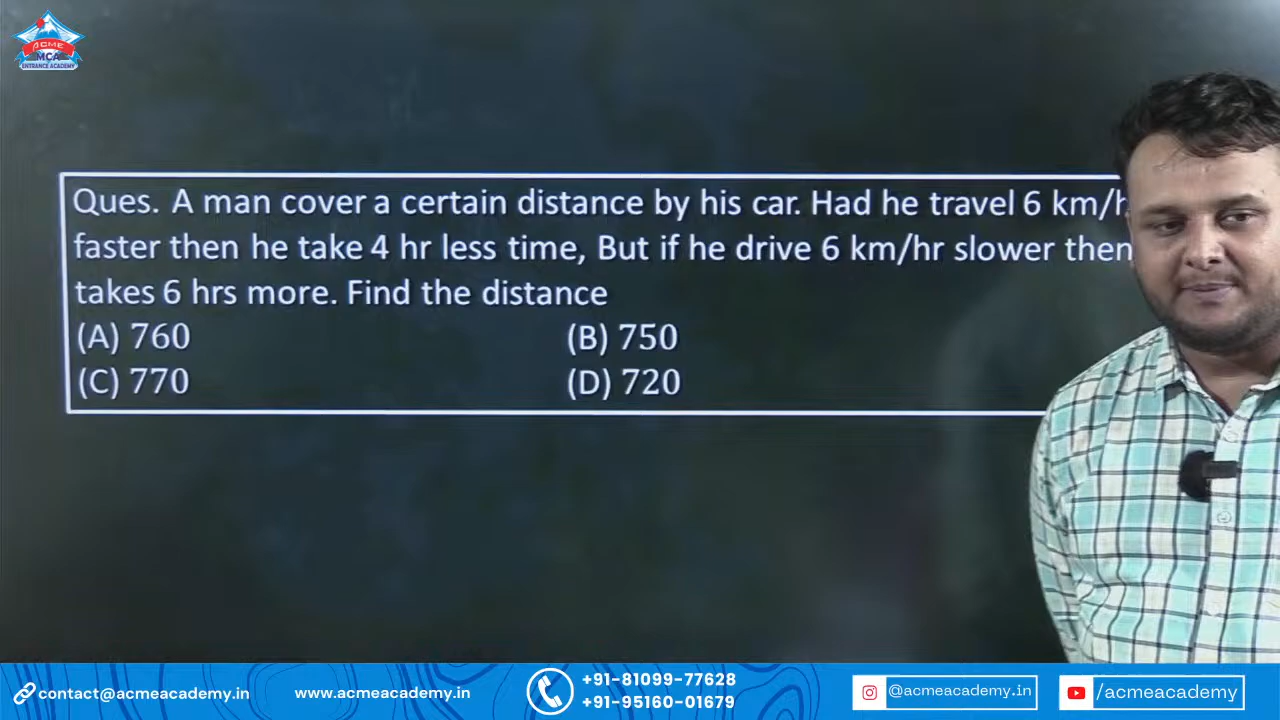 ACME
MCA
ENTRANCE ACADEMY
Ques. A man cover a certain distance by his car. Had he travel 6 km/h
faster then he take 4 hr less time, But if he drive 6 km/hr slower then
takes 6 hrs more. Find the distance
(A) 760 (B) 750
(C) 770 (D) 720
contact@acmeacademy.in www.acmeacademy.in +91-81099-77628 @acmeacademy.in /acmeacademy
+91-95160-01679